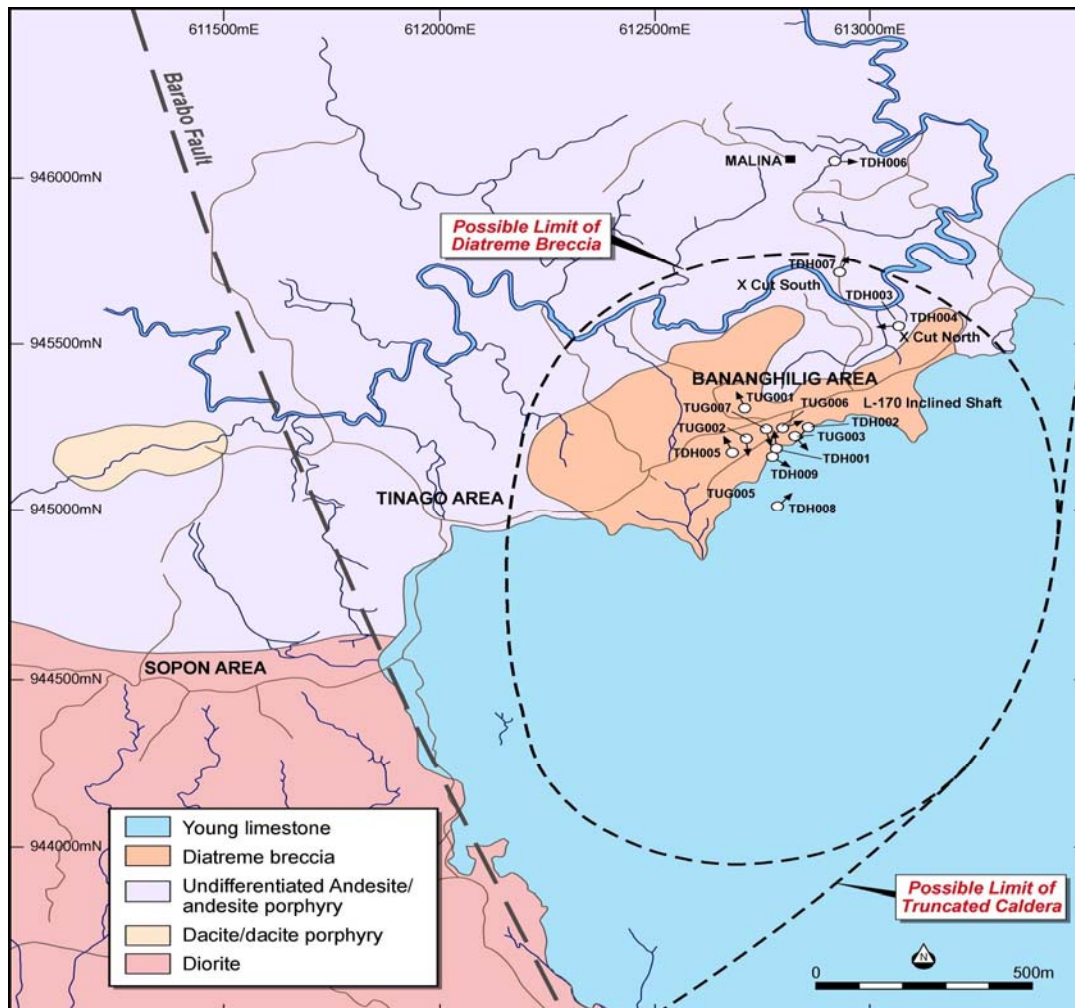 611500mE
612000mE
612500mE
613000mE
Barabo Fault
946000mN
MALINA
TDH006
Possible Limit of
Diatreme Breccia
TDH007
X Cut South
TDH003
TDH004
X Cut North
945500mN
BANANGHILIG AREA
TUG001
TUG006
TUG007
L-170 Inclined Shaft
TUG002
TDH002
TUG003
TDH005
TDH001
TDH009
TUG005
TDH008
TINAGO AREA
945000mN
SOPON AREA
944500mN
944000mN
Young limestone
Diatreme breccia
Undifferentiated Andesite/
andesite porphyry
Dacite/dacite porphyry
Diorite
Possible Limit of
Truncated Caldera
N
0
500m